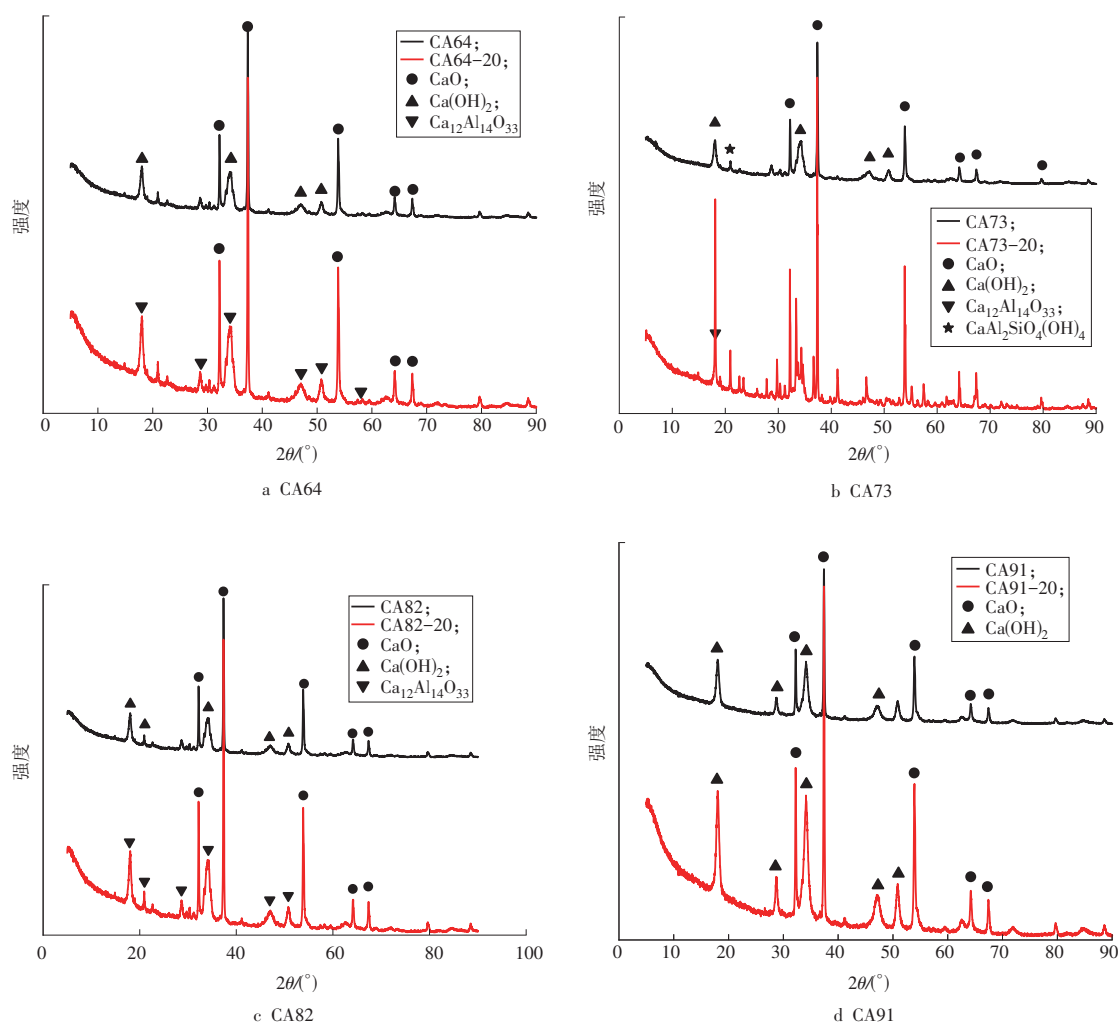 CA64;
CA64-20;
CaO;
Ca(OH)₂;
Ca₁₂Al₁₄O₃₃
强度
0 10 20 30 40 50 60 70 80 90
2θ/(°)
a CA64
CA73;
CA73-20;
CaO;
Ca(OH)₂;
Ca₁₂Al₁₄O₃₃;
CaAl₂SiO₄(OH)₄
强度
0 10 20 30 40 50 60 70 80 90
2θ/(°)
b CA73
CA82;
CA82-20;
CaO;
Ca(OH)₂;
Ca₁₂Al₁₄O₃₃
强度
0 20 40 60 80 100
2θ/(°)
c CA82
CA91;
CA91-20;
CaO;
Ca(OH)₂
强度
0 10 20 30 40 50 60 70 80 90
2θ/(°)
d CA91